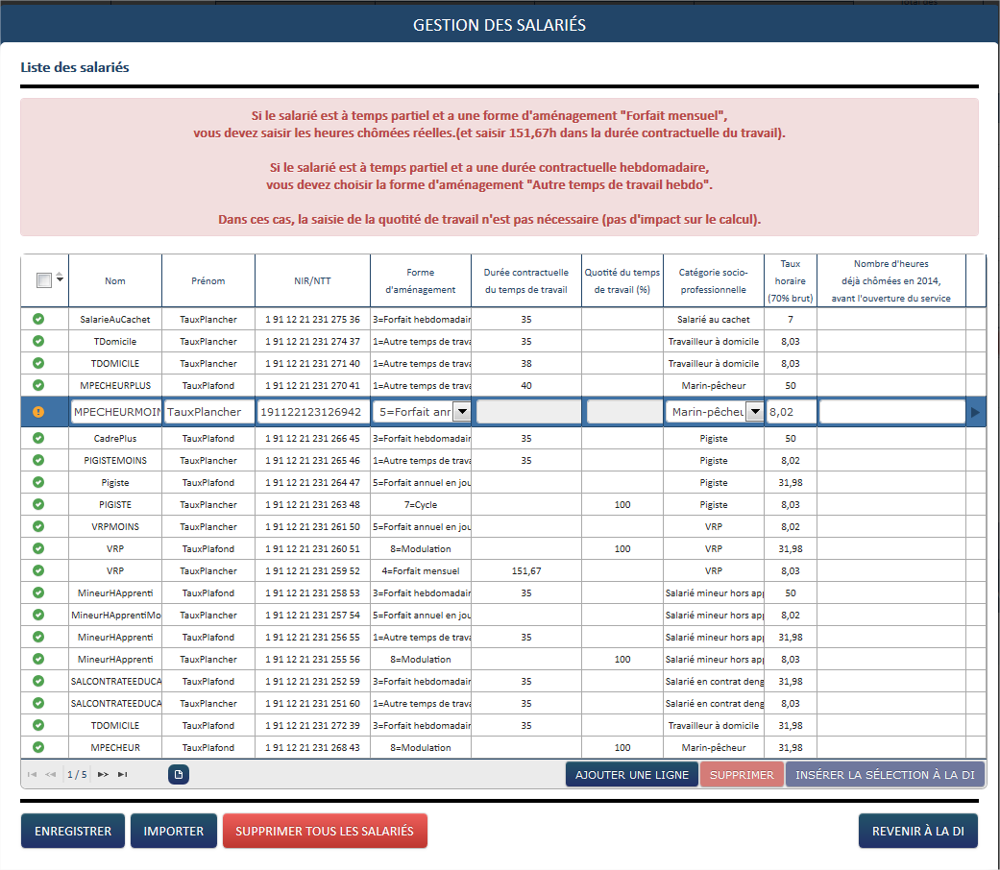 GESTION DES SALARIÉS
Liste des salariés
Si le salarié est à temps partiel et a une forme d'aménagement "Forfait mensuel",
vous devez saisir les heures chômées réelles.(et saisir 151,67h dans la durée contractuelle du travail).
Si le salarié est à temps partiel et a une durée contractuelle hebdomadaire,
vous devez choisir la forme d'aménagement "Autre temps de travail hebdo".
Dans ces cas, la saisie de la quotité de travail n'est pas nécessaire (pas d'impact sur le calcul).
Nom Prénom NIR/NTT Forme d'aménagement Durée contractuelle du temps de travail Quotité du temps de travail (%) Catégorie socio-professionnelle Taux horaire (70% brut) Nombre d'heures déjà chômées en 2014, avant l'ouverture du service
SalarieAuCachet TauxPlancher 1 91 12 21 231 275 36 3=Forfait hebdomadair 35 Salarié au cachet 7
TDomicile TauxPlancher 1 91 12 21 231 274 37 1=Autre temps de trava 35 Travailleur à domicile 8,03
TDOMICILE TauxPlancher 1 91 12 21 231 271 40 1=Autre temps de trava 38 Travailleur à domicile 8,03
MPECHEURPLUS TauxPlafond 1 91 12 21 231 270 41 1=Autre temps de trava 40 Marin-pêcheur 50
MPECHEURMOIN TauxPlancher 191122123126942 5=Forfait anr Marin-pêcheu 8,02
CadrePlus TauxPlancher 1 91 12 21 231 266 45 3=Forfait hebdomadair 35 Pigiste 50
PIGISTEMOINS TauxPlancher 1 91 12 21 231 265 46 1=Autre temps de trava 35 Pigiste 8,02
Pigiste TauxPlafond 1 91 12 21 231 264 47 5=Forfait annuel en jou Pigiste 31,98
PIGISTE TauxPlancher 1 91 12 21 231 263 48 7=Cycle 100 Pigiste 8,03
VRPMOINS TauxPlancher 1 91 12 21 231 261 50 5=Forfait annuel en jou VRP 8,02
VRP TauxPlafond 1 91 12 21 231 260 51 8=Modulation 100 VRP 31,98
VRP TauxPlancher 1 91 12 21 231 259 52 4=Forfait mensuel 151,67 VRP 8,03
MineurHApprenti TauxPlafond 1 91 12 21 231 258 53 3=Forfait hebdomadair 35 Salarié mineur hors app 50
MineurHApprentiMo TauxPlancher 1 91 12 21 231 257 54 5=Forfait annuel en jou Salarié mineur hors app 8,02
MineurHApprenti TauxPlafond 1 91 12 21 231 256 55 1=Autre temps de trava 35 Salarié mineur hors app 31,98
MineurHApprenti TauxPlancher 1 91 12 21 231 255 56 8=Modulation 100 Salarié mineur hors app 8,03
SALCONTRATEEDUCA TauxPlafond 1 91 12 21 231 252 59 3=Forfait hebdomadair 35 Salarié en contrat deng 31,98
SALCONTRATEEDUCA TauxPlancher 1 91 12 21 231 251 60 1=Autre temps de trava 35 Salarié en contrat deng 8,03
TDOMICILE TauxPlafond 1 91 12 21 231 272 39 3=Forfait hebdomadair 35 Travailleur à domicile 31,98
MPECHEUR TauxPlafond 1 91 12 21 231 268 43 8=Modulation 100 Marin-pêcheur 31,98
1 / 5 AJOUTER UNE LIGNE SUPPRIMER INSÉRER LA SÉLECTION À LA DI
ENREGISTRER IMPORTER SUPPRIMER TOUS LES SALARIÉS REVENIR À LA DI